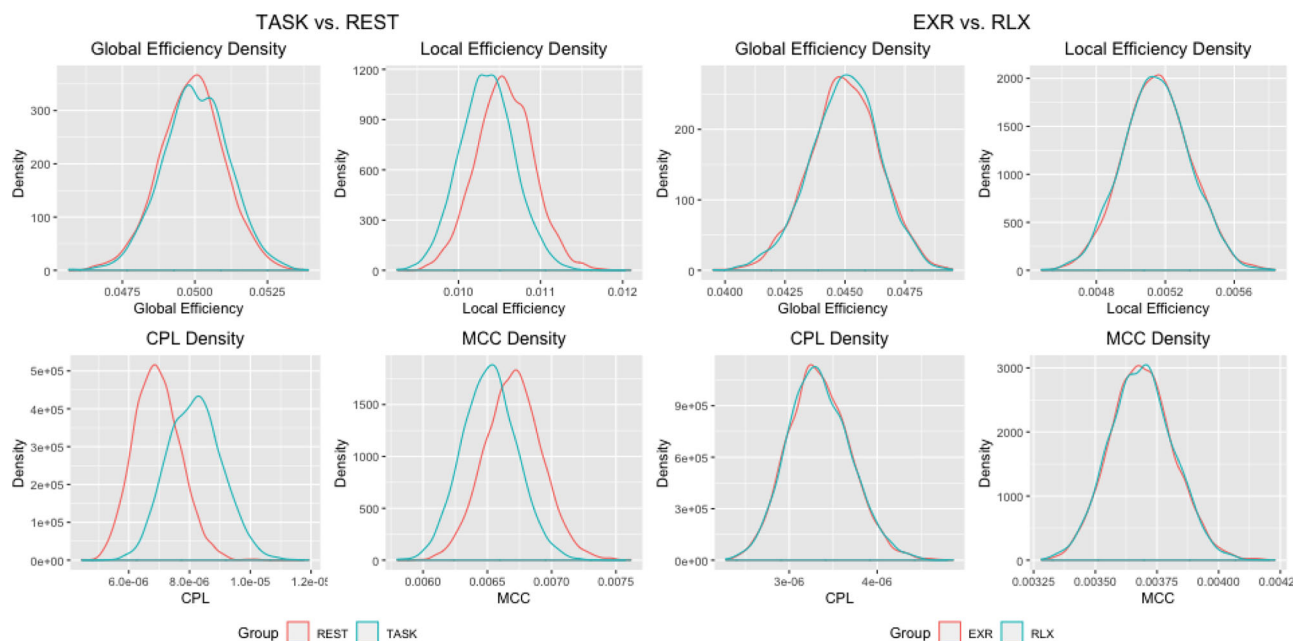 TASK vs. REST
EXR vs. RLX
Global Efficiency Density
Density
300
200
100
0
0.0475 0.0500 0.0525
Global Efficiency
Local Efficiency Density
Density
1200
900
600
300
0
0.010 0.011 0.012
Local Efficiency
Global Efficiency Density
Density
200
100
0
0.0400 0.0425 0.0450 0.0475
Global Efficiency
Local Efficiency Density
Density
2000
1500
1000
500
0
0.0048 0.0052 0.0056
Local Efficiency
CPL Density
Density
5e+05
4e+05
3e+05
2e+05
1e+05
0e+00
6.0e-06 8.0e-06 1.0e-05 1.2e-0
CPL
MCC Density
Density
1500
1000
500
0
0.0060 0.0065 0.0070 0.0075
MCC
CPL Density
Density
9e+05
6e+05
3e+05
0e+00
3e-06 4e-06
CPL
MCC Density
Density
3000
2000
1000
0
0.00325 0.00350 0.00375 0.00400 0.0042
MCC
Group REST TASK
Group EXR RLX